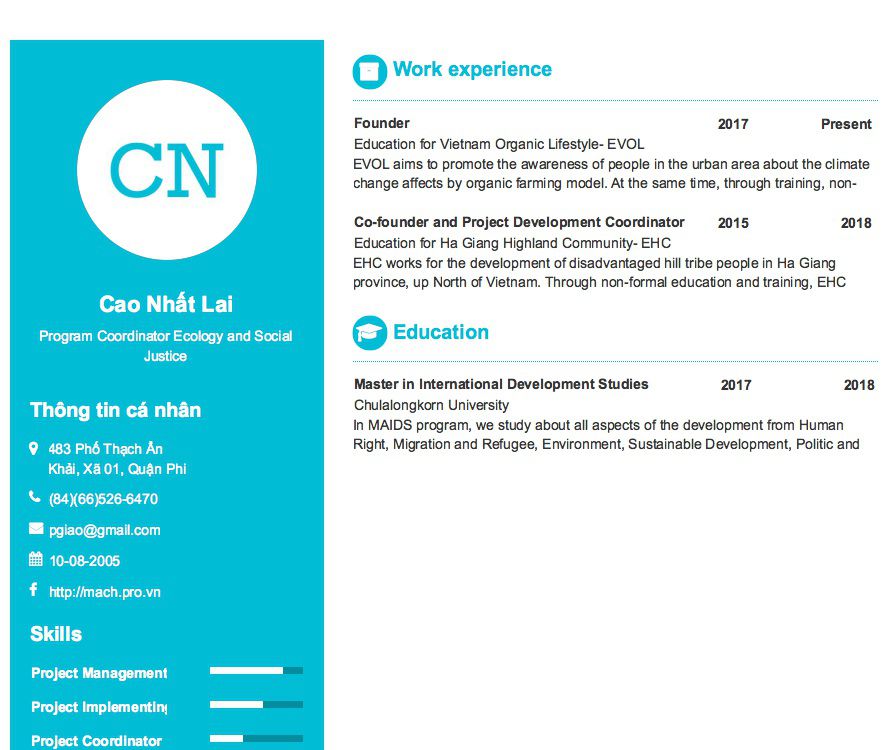 CN
Cao Nhất Lai
Program Coordinator Ecology and Social
Justice
Thông tin cá nhân
483 Phố Thạch Ẩn
Khải, Xã 01, Quận Phi
(84)(66)526-6470
pgiao@gmail.com
10-08-2005
http://mach.pro.vn
Skills
Project Management
Project Implementing
Project Coordinator
Work experience
Founder 2017 Present
Education for Vietnam Organic Lifestyle- EVOL
EVOL aims to promote the awareness of people in the urban area about the climate
change affects by organic farming model. At the same time, through training, non-
Co-founder and Project Development Coordinator 2015 2018
Education for Ha Giang Highland Community- EHC
EHC works for the development of disadvantaged hill tribe people in Ha Giang
province, up North of Vietnam. Through non-formal education and training, EHC
Education
Master in International Development Studies 2017 2018
Chulalongkorn University
In MAIDS program, we study about all aspects of the development from Human
Right, Migration and Refugee, Environment, Sustainable Development, Politic and